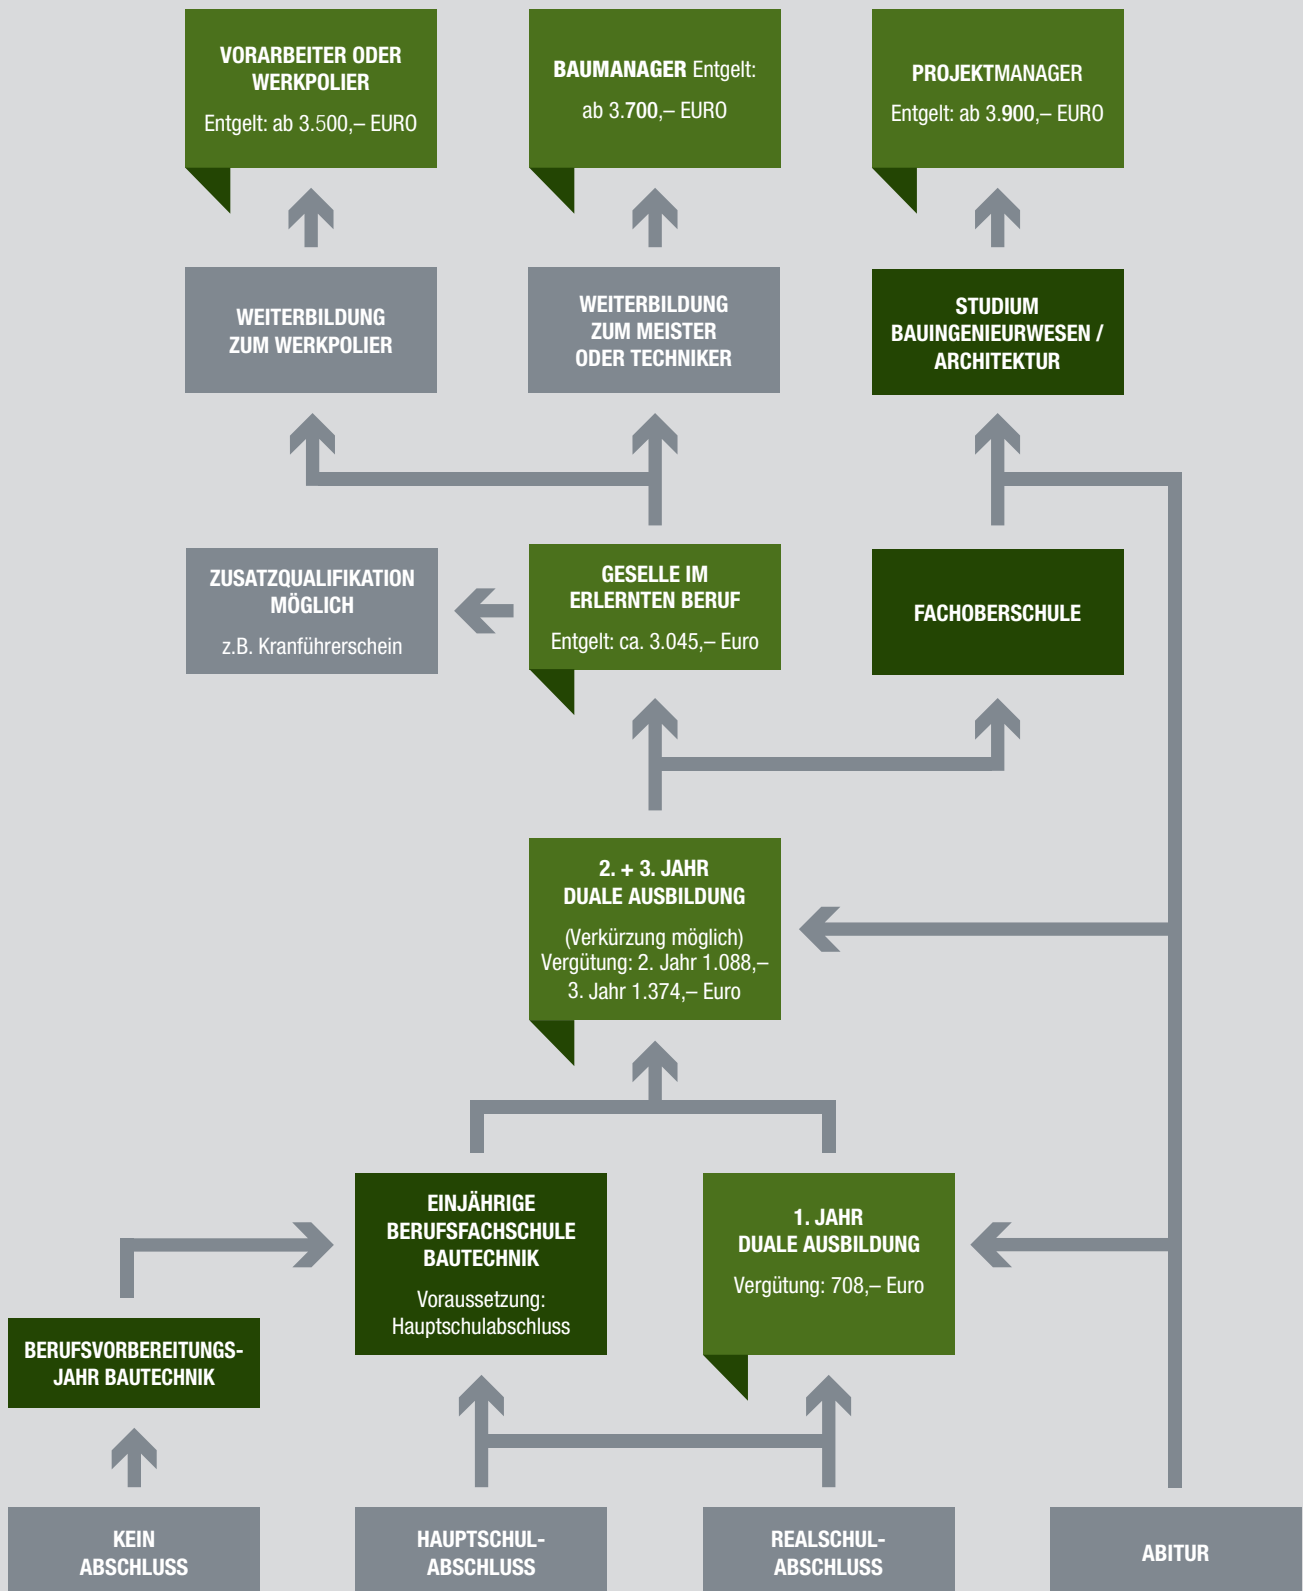 VORARBEITER ODER
WERKPOLIER
Entgelt: ab 3.500,– EURO
BAUMANAGER Entgelt:
ab 3.700,– EURO
PROJEKTMANAGER
Entgelt: ab 3.900,– EURO
WEITERBILDUNG
ZUM WERKPOLIER
WEITERBILDUNG
ZUM MEISTER
ODER TECHNIKER
STUDIUM
BAUINGENIEURWESEN /
ARCHITEKTUR
ZUSATZQUALIFIKATION
MÖGLICH
z.B. Kranführerschein
GESELLE IM
ERLERNTEN BERUF
Entgelt: ca. 3.045,– Euro
FACHOBERSCHULE
2. + 3. JAHR
DUALE AUSBILDUNG
(Verkürzung möglich)
Vergütung: 2. Jahr 1.088,–
3. Jahr 1.374,– Euro
EINJÄHRIGE
BERUFSFACHSCHULE
BAUTECHNIK
Voraussetzung:
Hauptschulabschluss
1. JAHR
DUALE AUSBILDUNG
Vergütung: 708,– Euro
BERUFSVORBEREITUNGS-
JAHR BAUTECHNIK
KEIN
ABSCHLUSS
HAUPTSCHUL-
ABSCHLUSS
REALSCHUL-
ABSCHLUSS
ABITUR